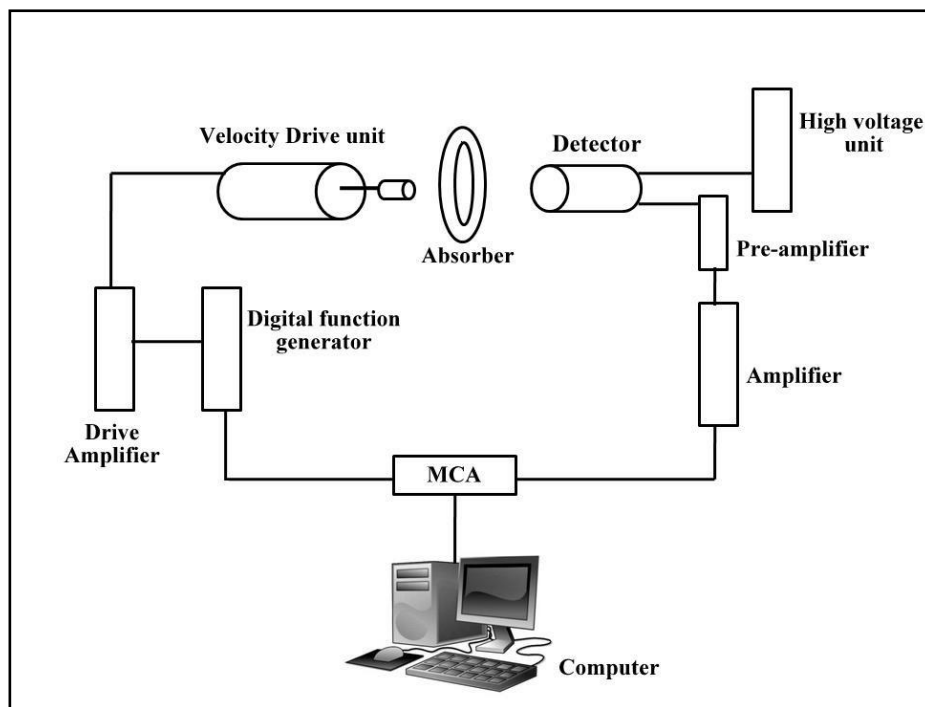 Velocity Drive unit
Detector
High voltage
unit
Absorber
Pre-amplifier
Digital function
generator
Amplifier
Drive
Amplifier
MCA
Computer